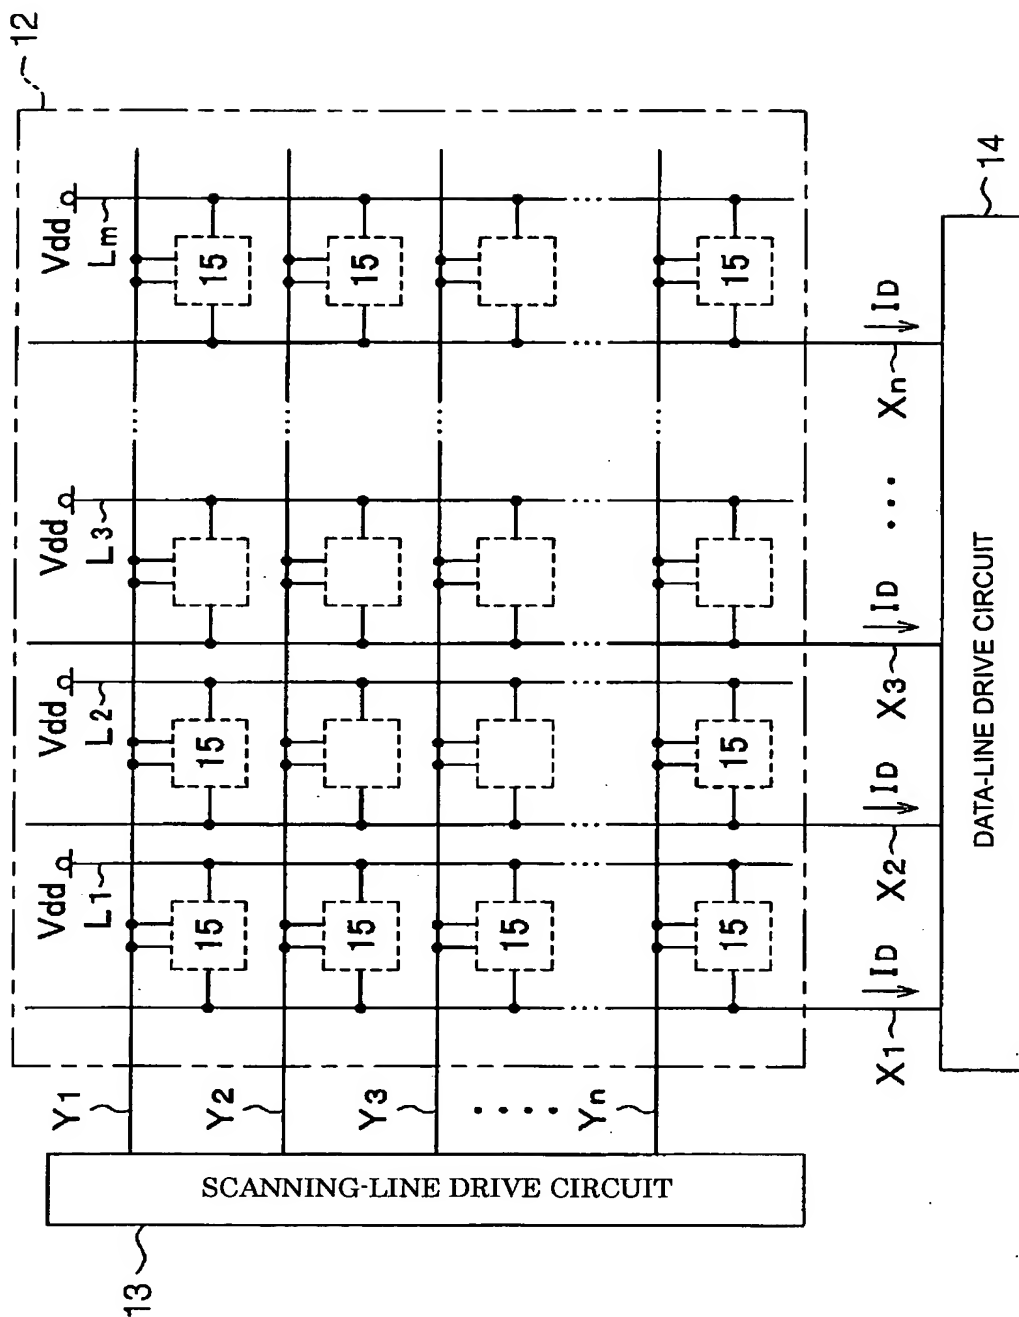 12
Vdd Vdd Vdd Vdd
L1 L2 L3 Lm
Y1
13
15 15 15
Y2
SCANNING-LINE DRIVE CIRCUIT
15 15
Y3
15
Yn
15 15 15
ID ID ID ID
X1 X2 X3 ... Xn
DATA-LINE DRIVE CIRCUIT
14